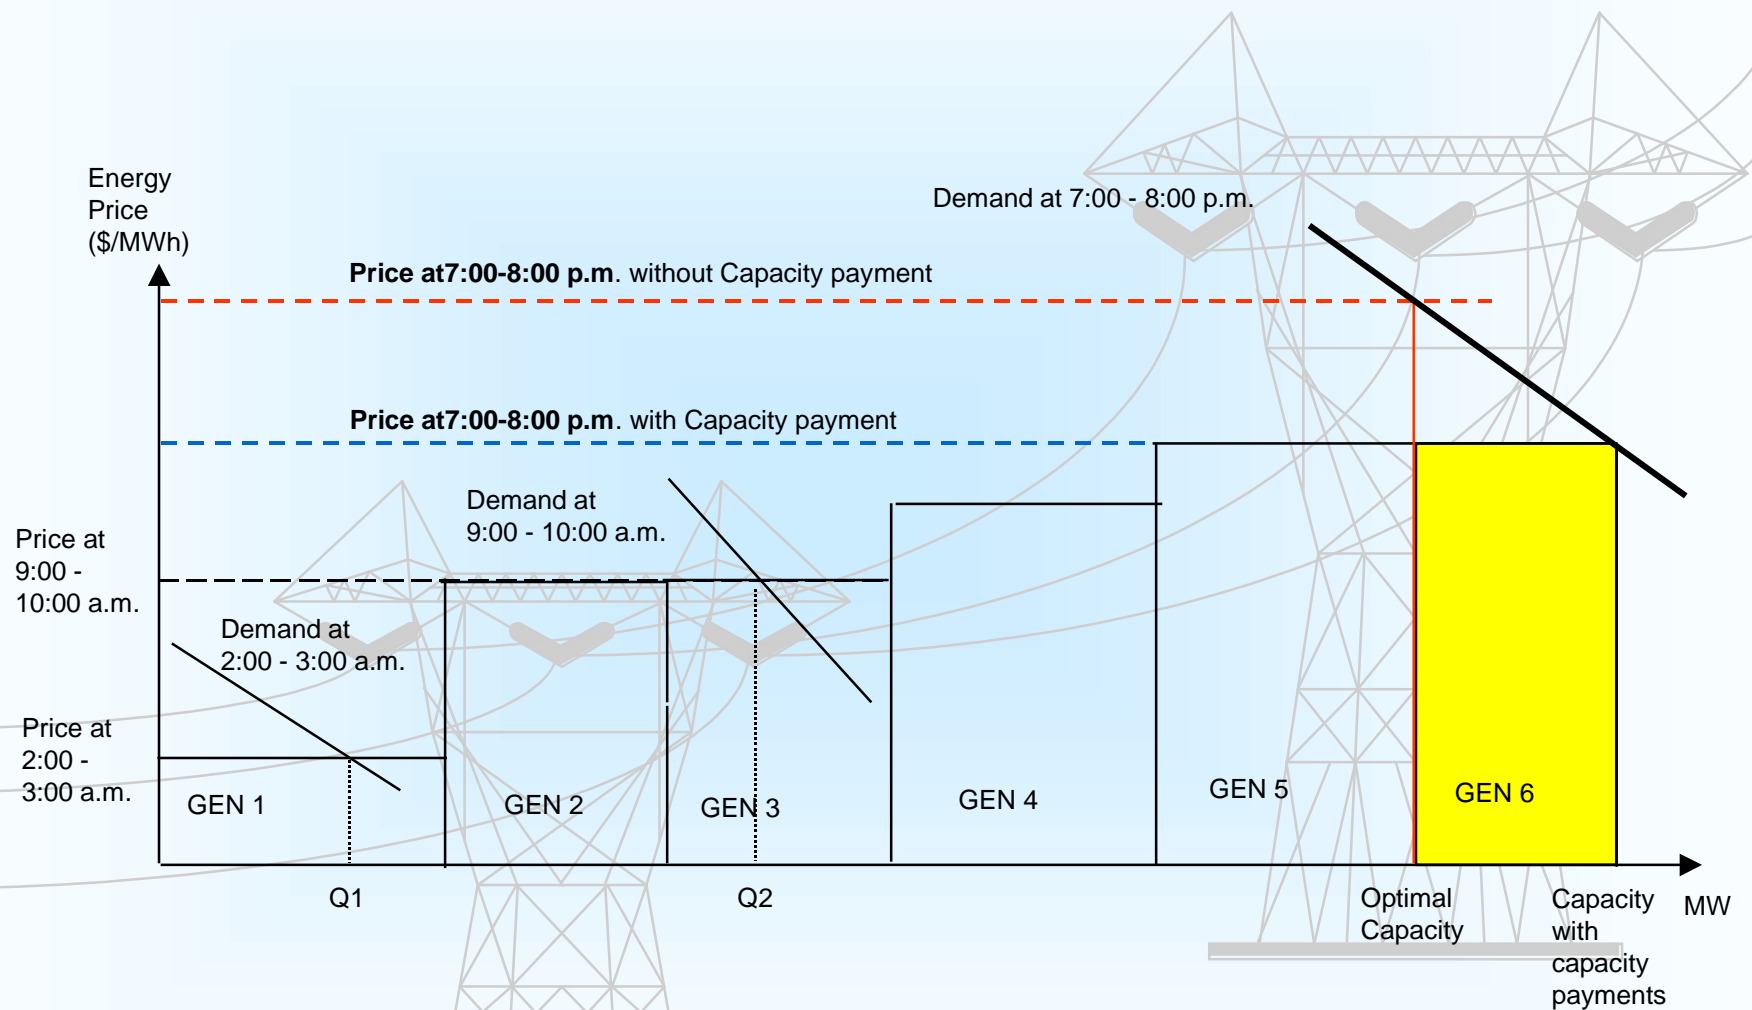 Energy
Price
($/MWh)
Demand at 7:00 - 8:00 p.m.
Price at7:00-8:00 p.m. without Capacity payment
Price at7:00-8:00 p.m. with Capacity payment
Demand at
9:00 - 10:00 a.m.
Price at
9:00 -
10:00 a.m.
Demand at
2:00 - 3:00 a.m.
Price at
2:00 -
3:00 a.m.
GEN 1
GEN 2
GEN 3
GEN 4
GEN 5
GEN 6
Q1
Q2
Optimal
Capacity
Capacity
with
capacity
payments
MW